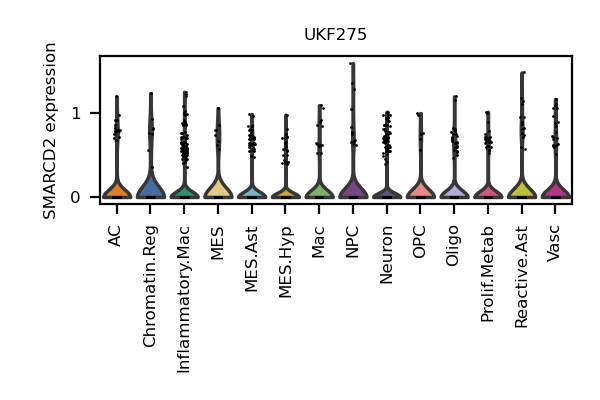 UKF275
SMARCD2 expression
1
0
AC
Chromatin.Reg
Inflammatory.Mac
MES
MES.Ast
MES.Hyp
Mac
NPC
Neuron
OPC
Oligo
Prolif.Metab
Reactive.Ast
Vasc